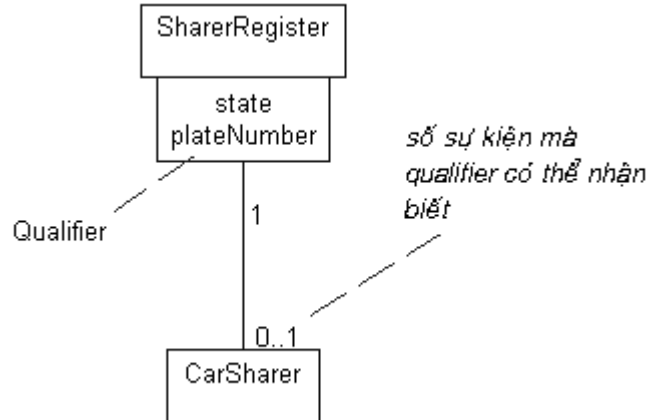 SharerRegister
state
plateNumber
số sự kiện mà
qualifier có thể nhận
biết
Qualifier
1
0..1
CarSharer